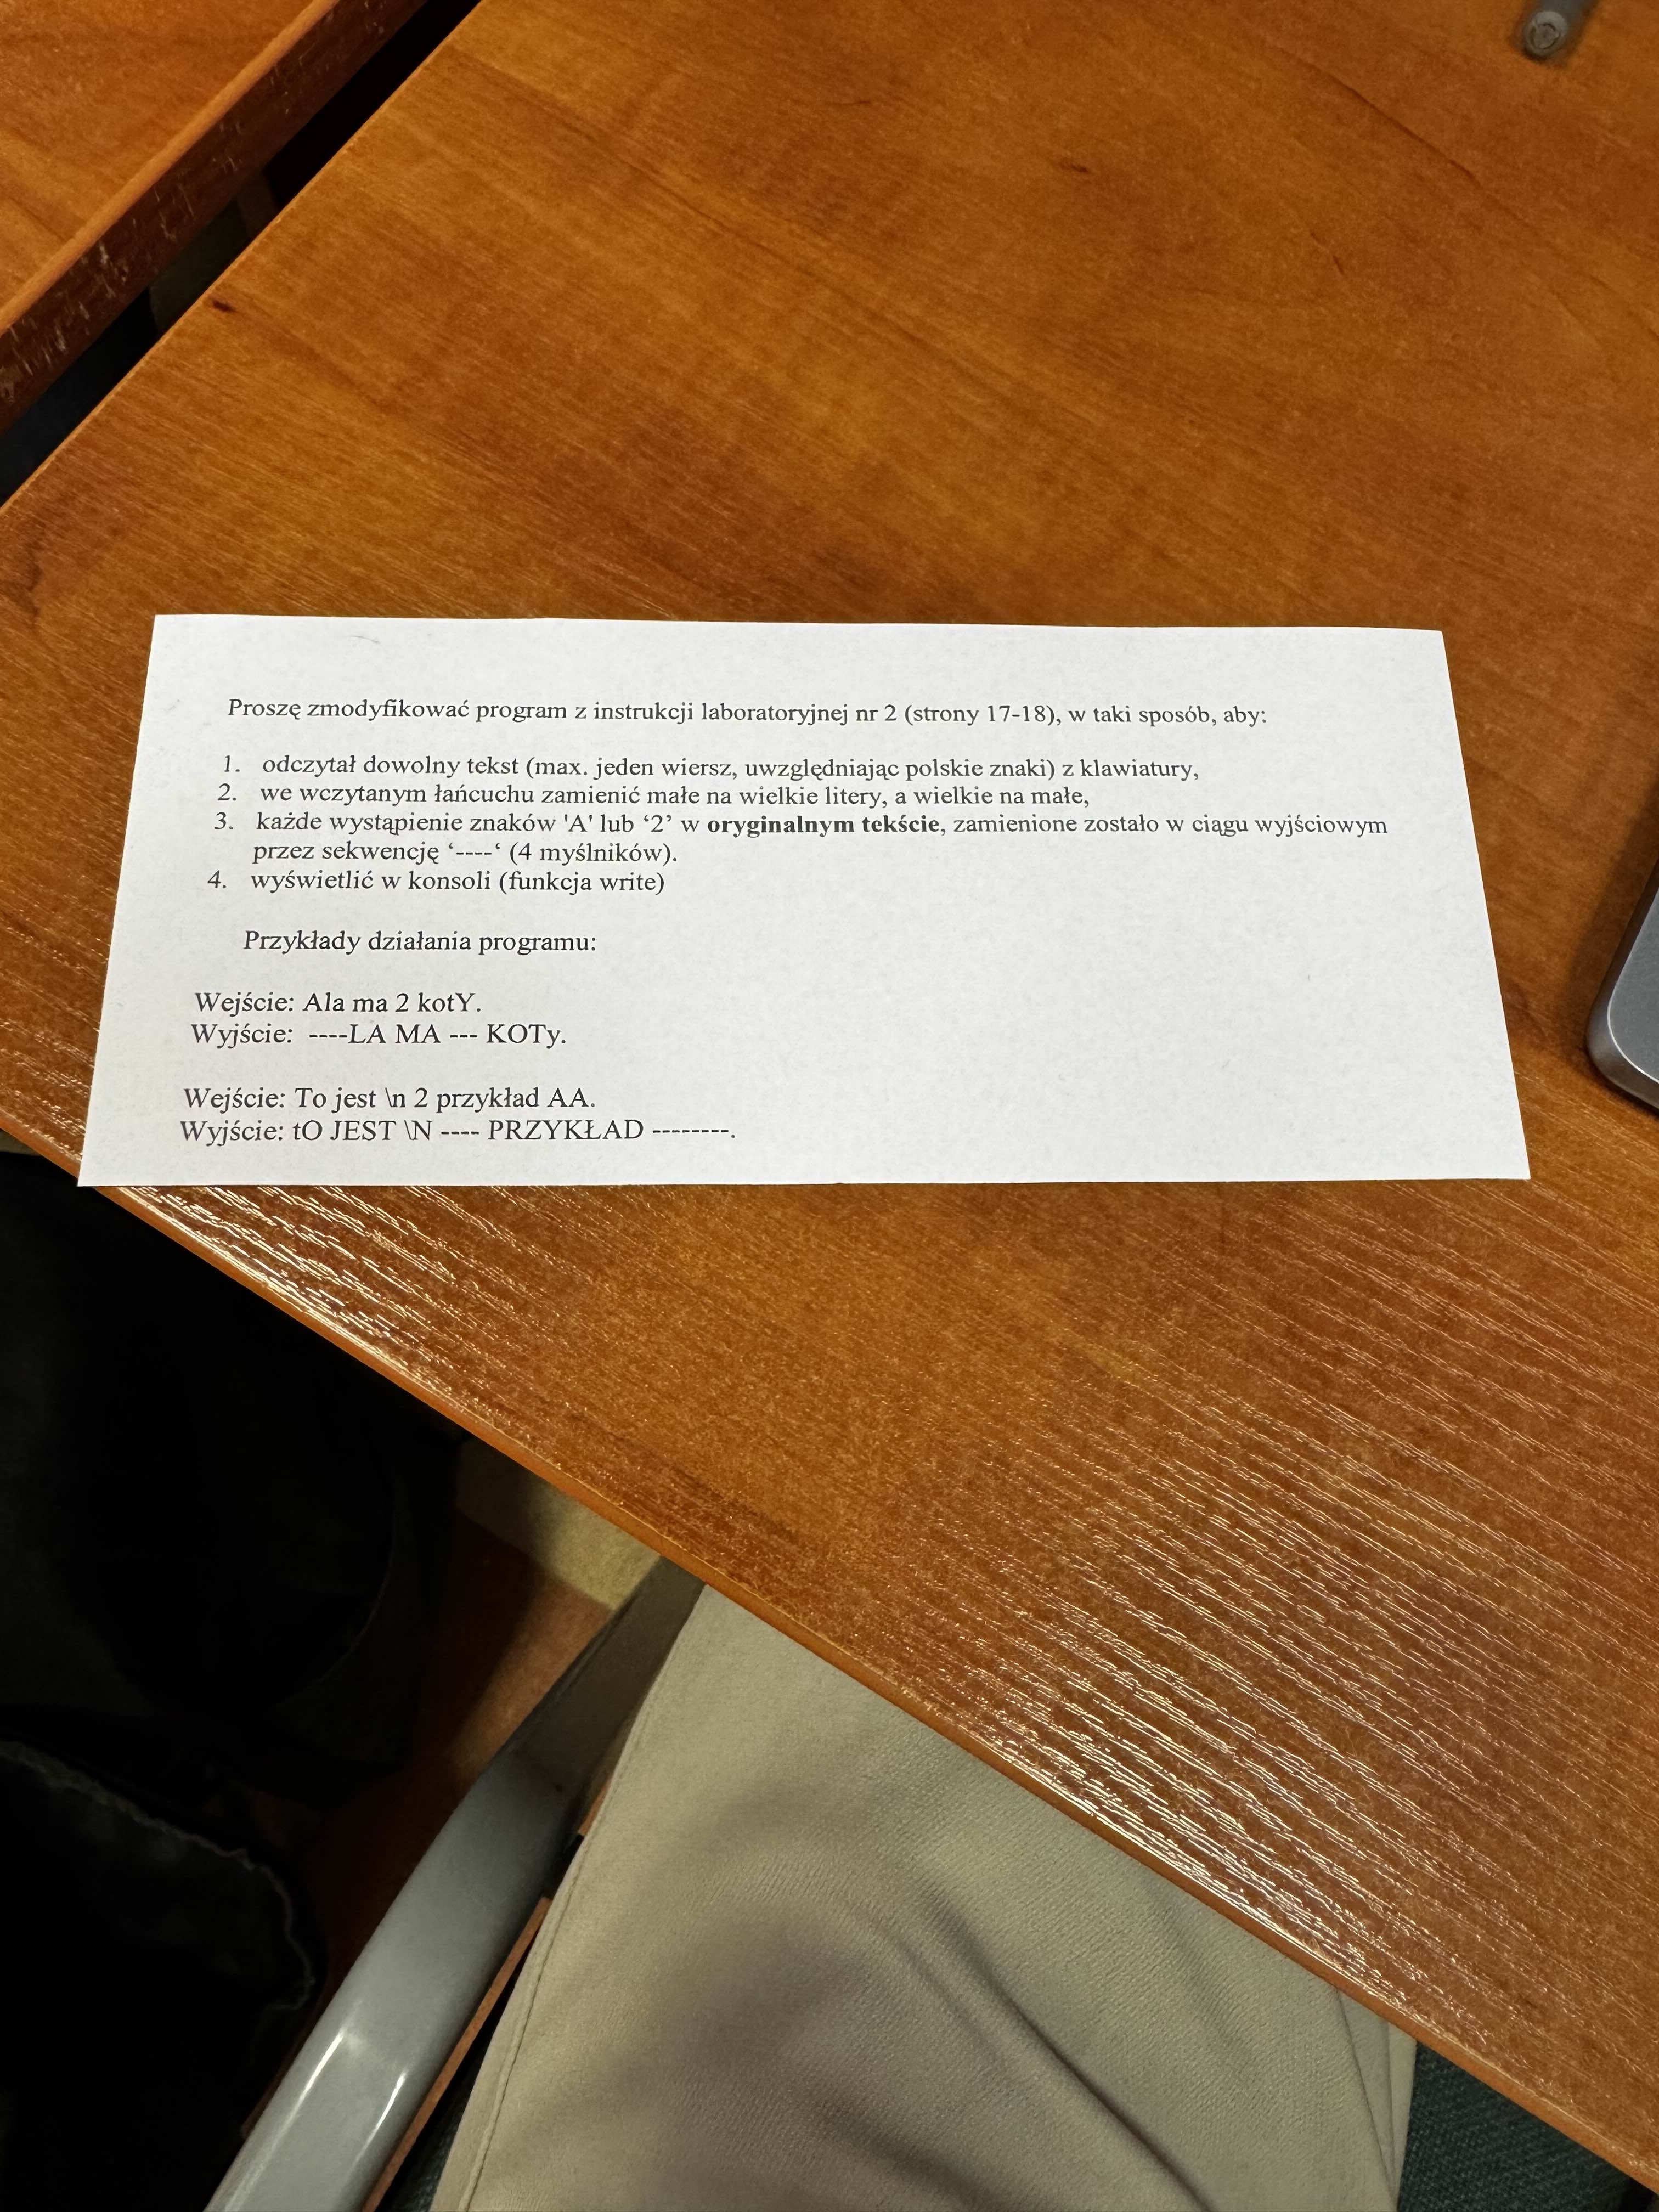 Proszę zmodyfikować program z instrukcji laboratoryjnej nr 2 (strony 17-18), w taki sposób, aby:
1. odczytał dowolny tekst (max. jeden wiersz, uwzględniając polskie znaki) z klawiatury,
2. we wczytanym łańcuchu zamienić małe na wielkie litery, a wielkie na małe,
3. każde wystąpienie znaków 'A' lub ‘2’ w oryginalnym tekście, zamienione zostało w ciągu wyjściowym
przez sekwencję ‘----‘ (4 myślników).
4. wyświetlić w konsoli (funkcja write)
Przykłady działania programu:
Wejście: Ala ma 2 kotY.
Wyjście: ----LA MA --- KOTy.
Wejście: To jest \n 2 przykład AA.
Wyjście: tO JEST \N ---- PRZYKŁAD --------.